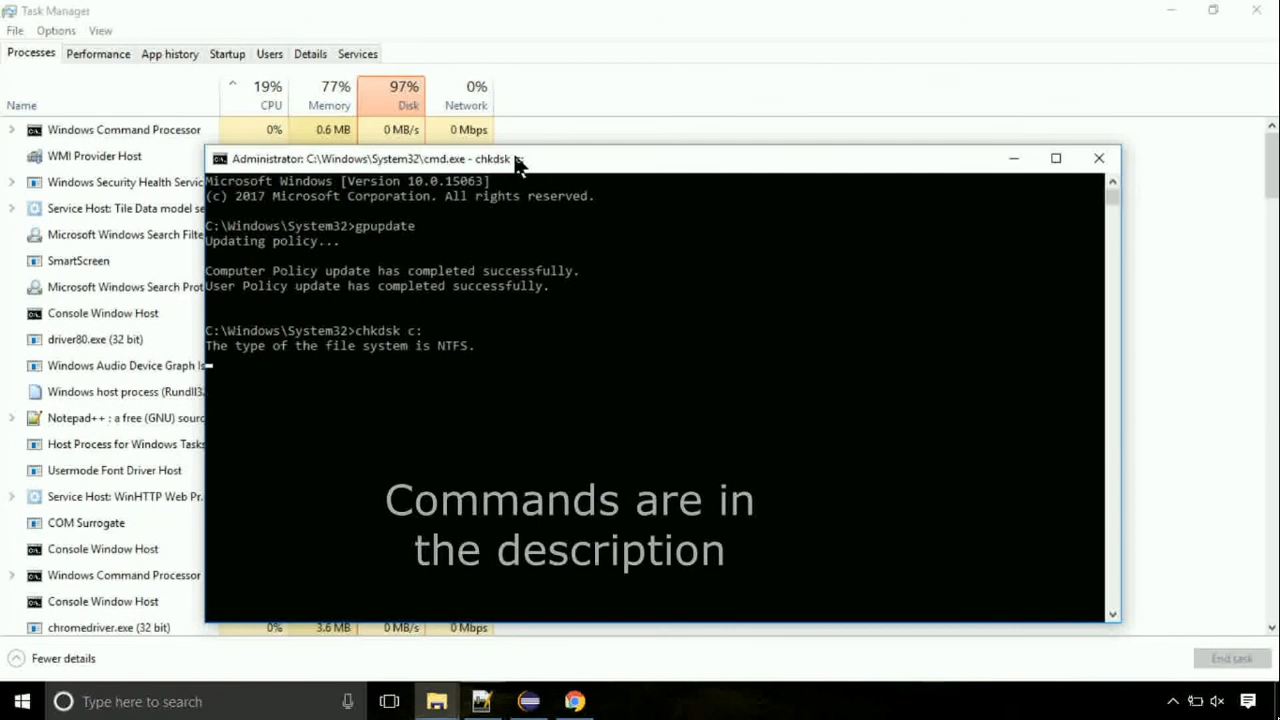 Task Manager
File Options View
Processes Performance App history Startup Users Details Services
19% 77% 97% 0%
Name CPU Memory Disk Network
Windows Command Processor 0% 0.6 MB 0 MB/s 0 Mbps
WMI Provider Host
Windows Security Health Servic
Service Host: Tile Data model se
Microsoft Windows Search Filte
SmartScreen
Microsoft Windows Search Prot
Console Window Host
driver80.exe (32 bit)
Windows Audio Device Graph Is
Windows host process (Rundll3
Notepad++ : a free (GNU) sourc
Host Process for Windows Tasks
Usermode Font Driver Host
Service Host: WinHTTP Web Pr
COM Surrogate
Console Window Host
Windows Command Processor
Console Window Host
chromedriver.exe (32 bit) 0% 3.6 MB 0 MB/s 0 Mbps
Administrator: C:\Windows\System32\cmd.exe - chkdsk
Microsoft Windows [Version 10.0.15063]
(c) 2017 Microsoft Corporation. All rights reserved.
C:\Windows\System32>gpupdate
Updating policy...
Computer Policy update has completed successfully.
User Policy update has completed successfully.
C:\Windows\System32>chkdsk c:
The type of the file system is NTFS.
Commands are in
the description
Fewer details
End task
Type here to search